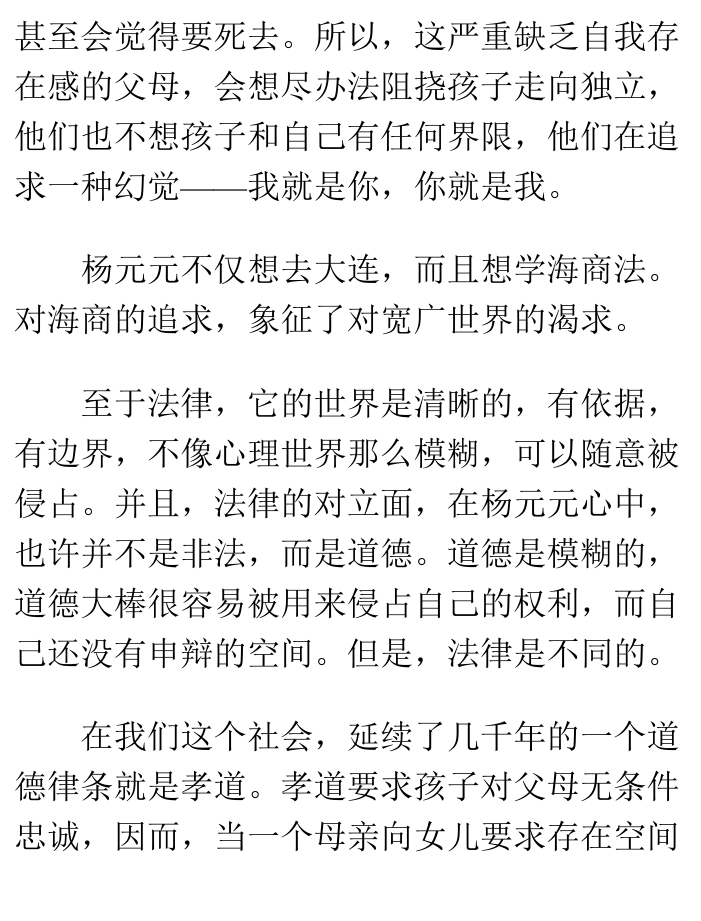 甚至会觉得要死去。所以，这严重缺乏自我存
在感的父母，会想尽办法阻挠孩子走向独立，
他们也不想孩子和自己有任何界限，他们在追
求一种幻觉——我就是你，你就是我。
杨元元不仅想去大连，而且想学海商法。
对海商的追求，象征了对宽广世界的渴求。
至于法律，它的世界是清晰的，有依据，
有边界，不像心理世界那么模糊，可以随意被
侵占。并且，法律的对立面，在杨元元心中，
也许并不是非法，而是道德。道德是模糊的，
道德大棒很容易被用来侵占自己的权利，而自
己还没有申辩的空间。但是，法律是不同的。
在我们这个社会，延续了几千年的一个道
德律条就是孝道。孝道要求孩子对父母无条件
忠诚，因而，当一个母亲向女儿要求存在空间